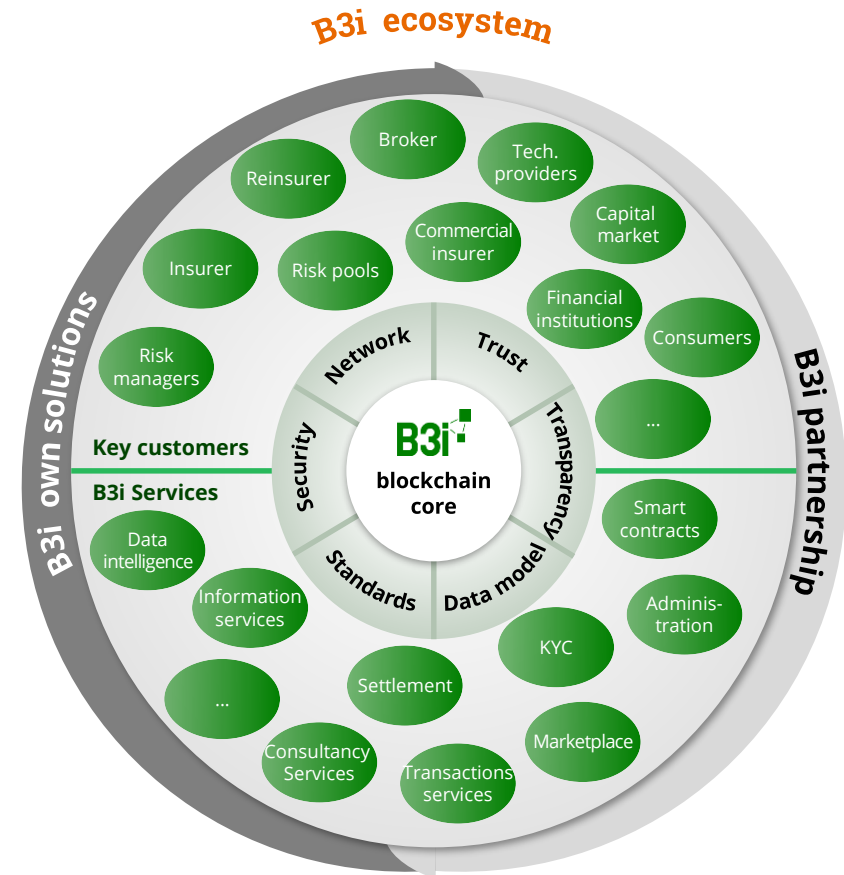 B3i ecosystem
Broker
Tech.
providers
Reinsurer
Capital
market
Commercial
insurer
Insurer
Risk pools
Financial
institutions
Consumers
Risk
managers
...
B3i own solutions
B3i partnership
Network
Trust
Security
Transparency
Standards
Data model
B3i
blockchain
core
Key customers
B3i Services
Smart
contracts
Data
intelligence
Information
services
Adminis-
tration
KYC
...
Settlement
Marketplace
Consultancy
Services
Transactions
services